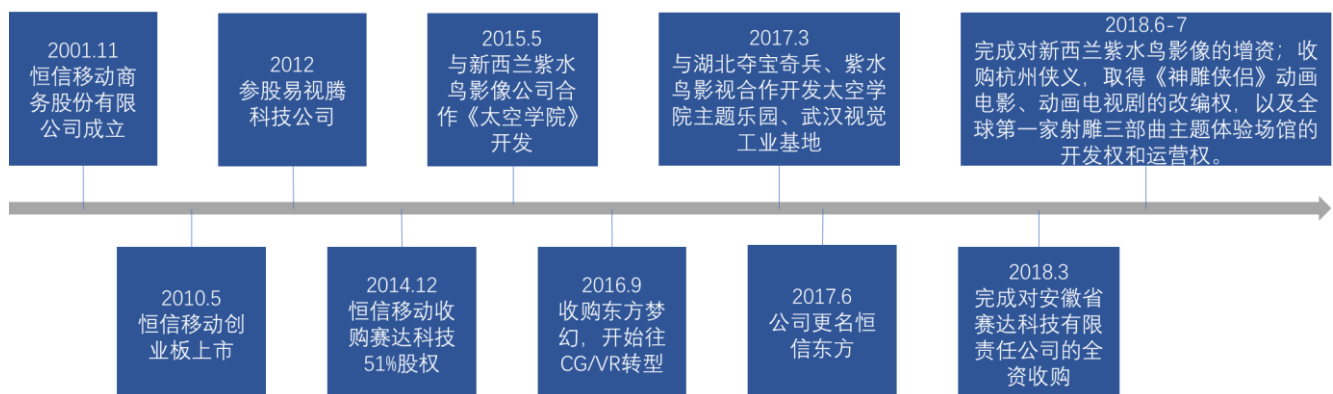 2001.11
恒信移动商
务股份有限
公司成立
2012
参股易视腾
科技公司
2015.5
与新西兰紫水
鸟影像公司合
作《太空学院》
开发
2017.3
与湖北夺宝奇兵、紫水
鸟影视合作开发太空学
院主题乐园、武汉视觉
工业基地
2018.6-7
完成对新西兰紫水鸟影像的增资；收
购杭州侠义，取得《神雕侠侣》动画
电影、动画电视剧的改编权，以及全
球第一家射雕三部曲主题体验场馆的
开发权和运营权。
2010.5
恒信移动创
业板上市
2014.12
恒信移动收
购赛达科技
51%股权
2016.9
收购东方梦
幻，开始往
CG/VR转型
2017.6
公司更名恒
信东方
2018.3
完成对安徽省
赛达科技有限
责任公司的全
资收购